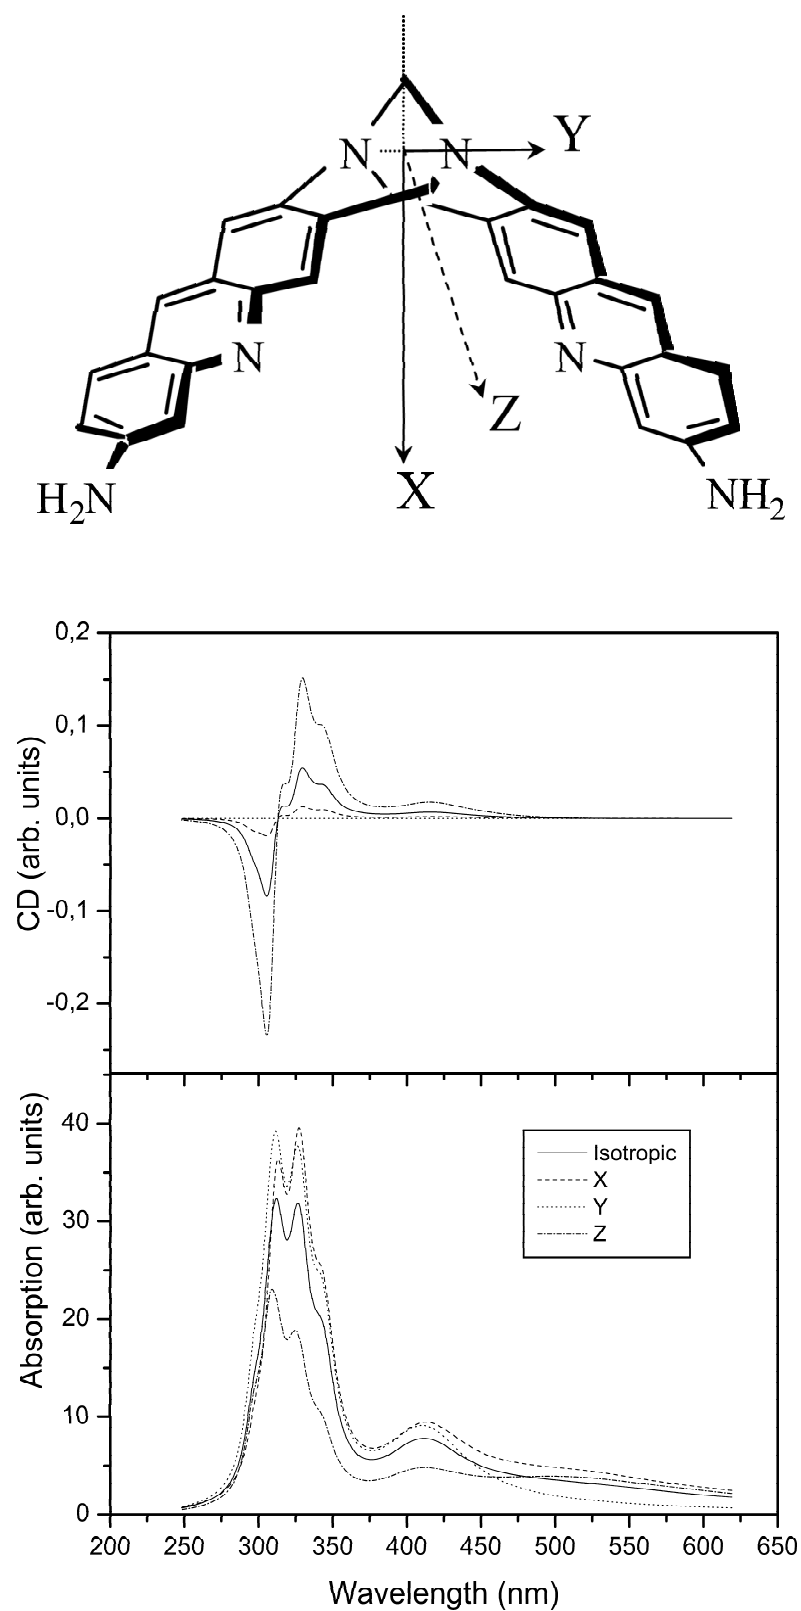 N
N
Y
N
N
Z
X
H₂N
NH₂
0,2
0,1
0,0
-0,1
-0,2
CD (arb. units)
40
30
20
10
0
Absorption (arb. units)
Isotropic
X
Y
Z
200 250 300 350 400 450 500 550 600 650
Wavelength (nm)